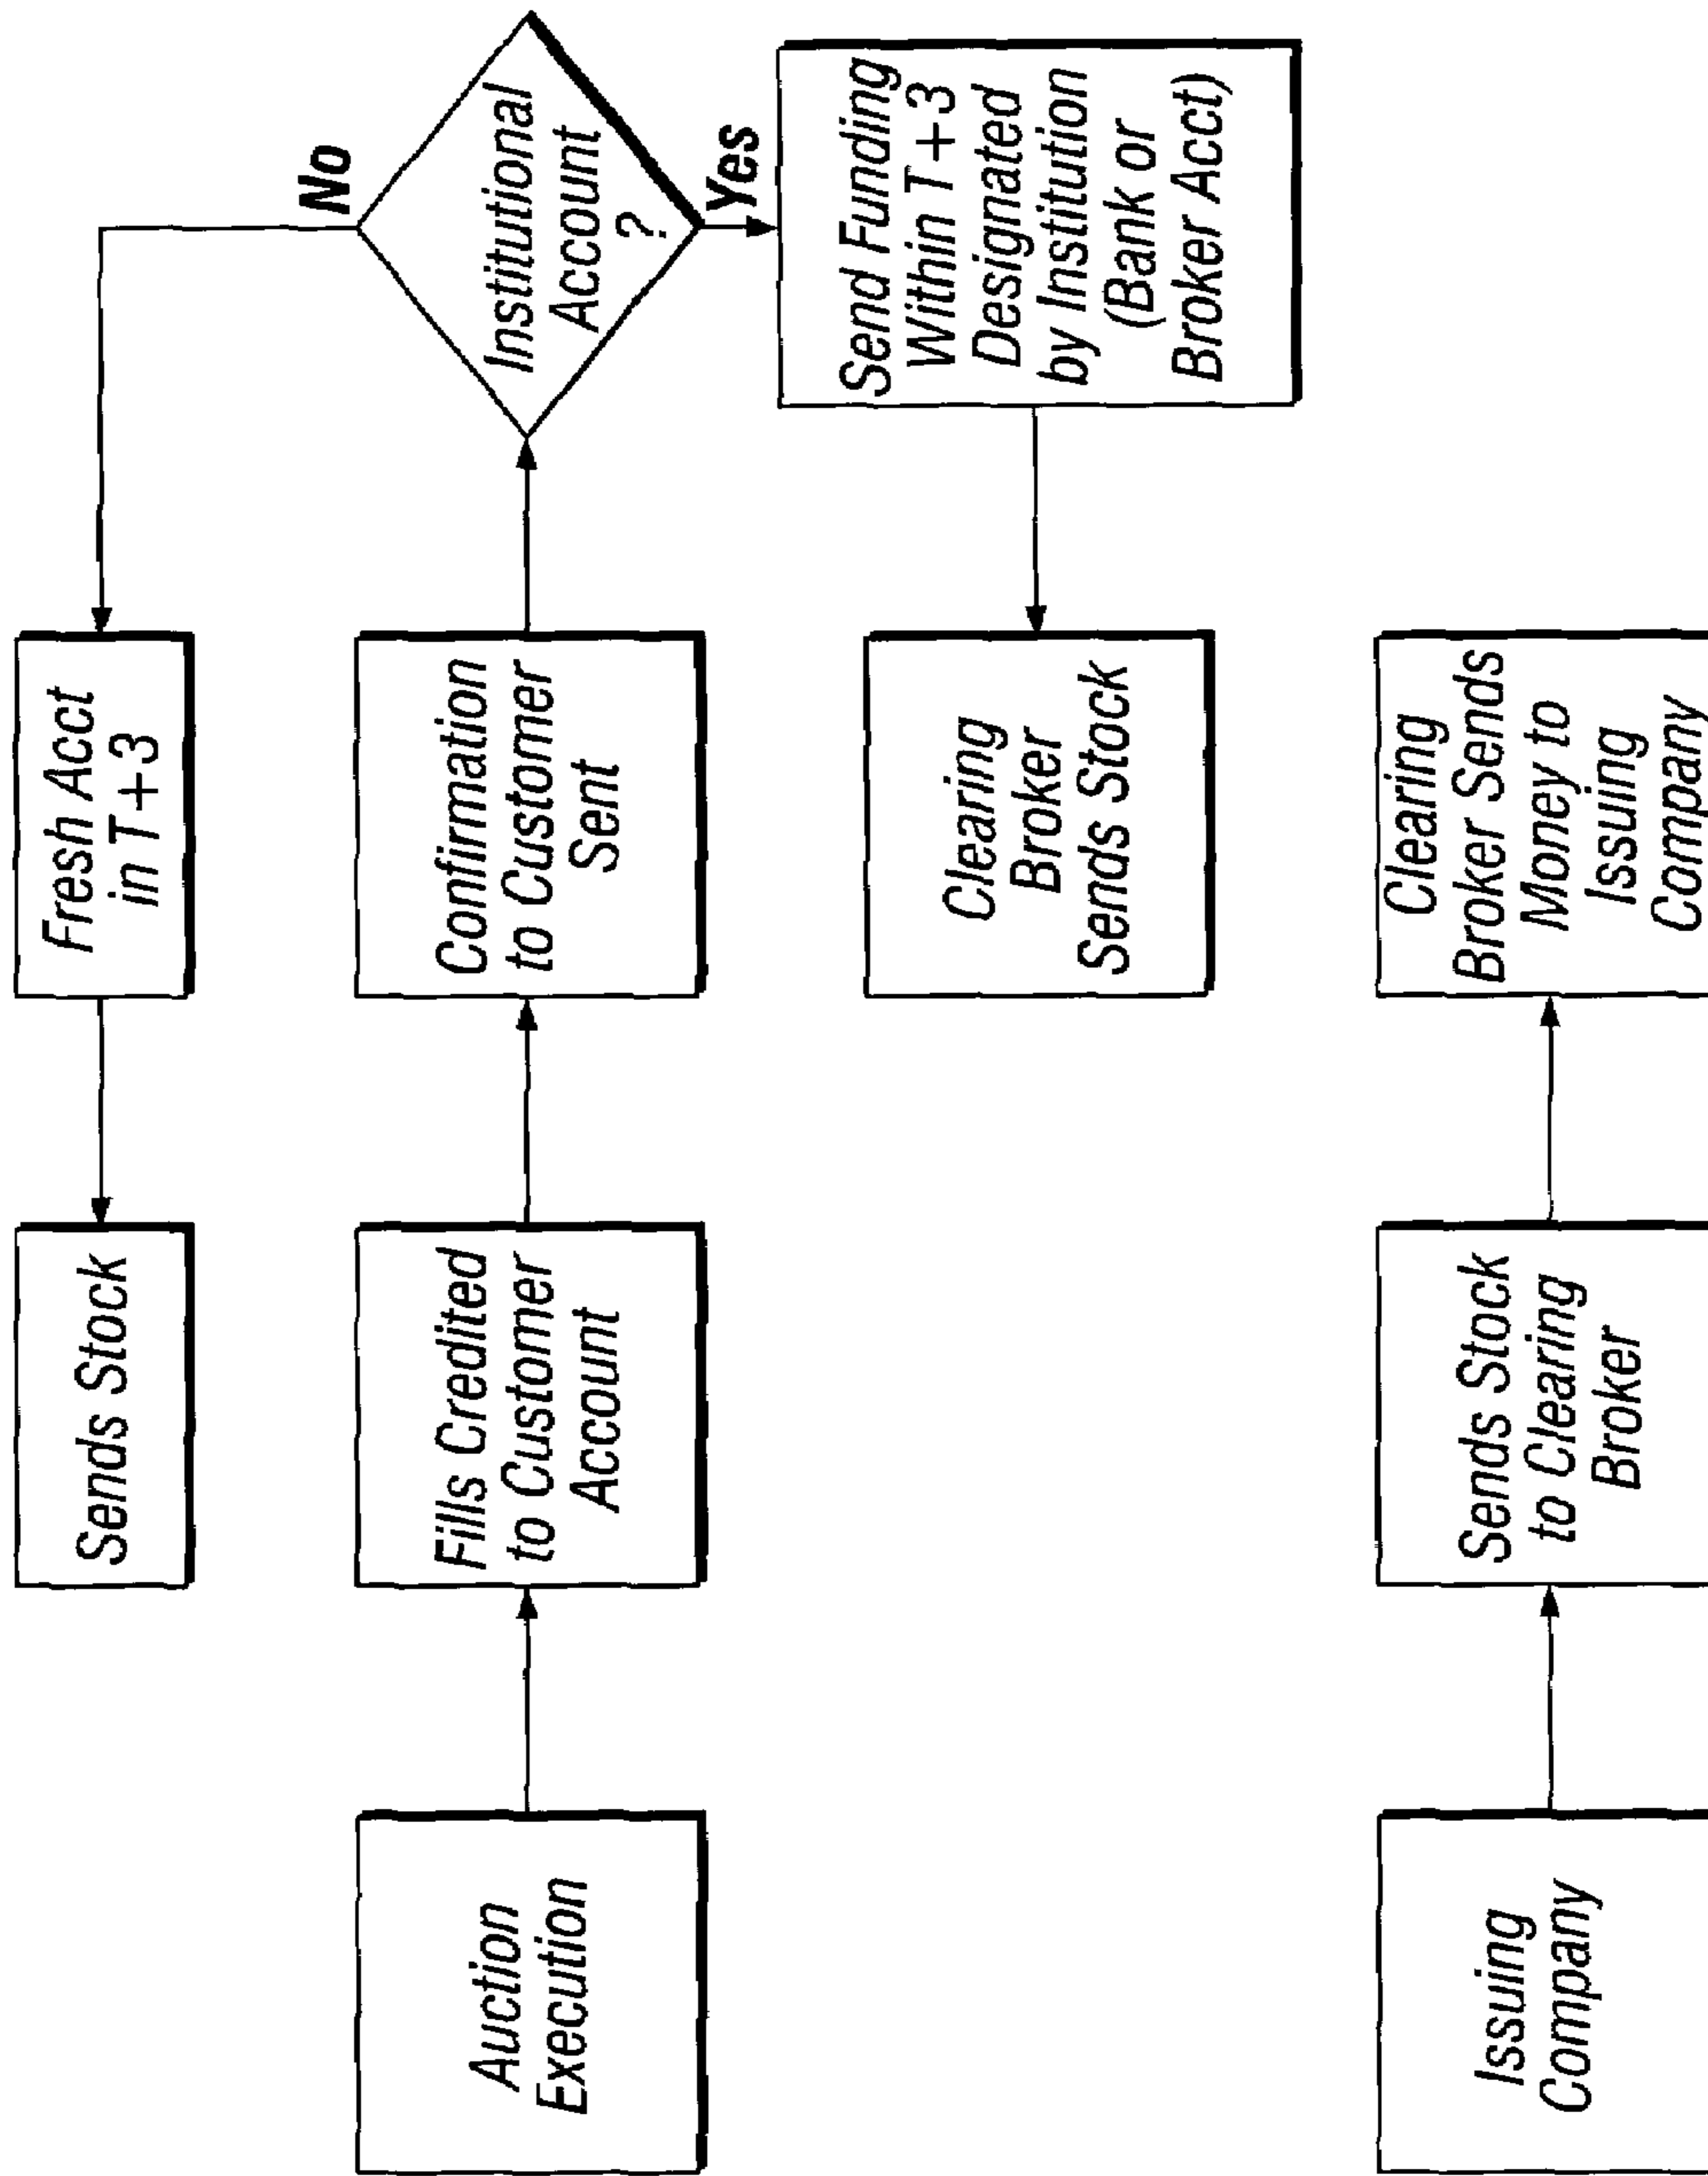 Sends Stock
Fresh Acct
in T+3
Auction
Execution
Fills Credited
to Customer
Account
Confirmation
to Customer
Sent
Institutional
Account
?
No
Yes
Send Funding
Within T+3
Designated
by Institution
(Bank or
Broker Acct)
Clearing
Broker
Sends Stock
Issuing
Company
Sends Stock
to Clearing
Broker
Clearing
Broker Sends
Money to
Issuing
Company